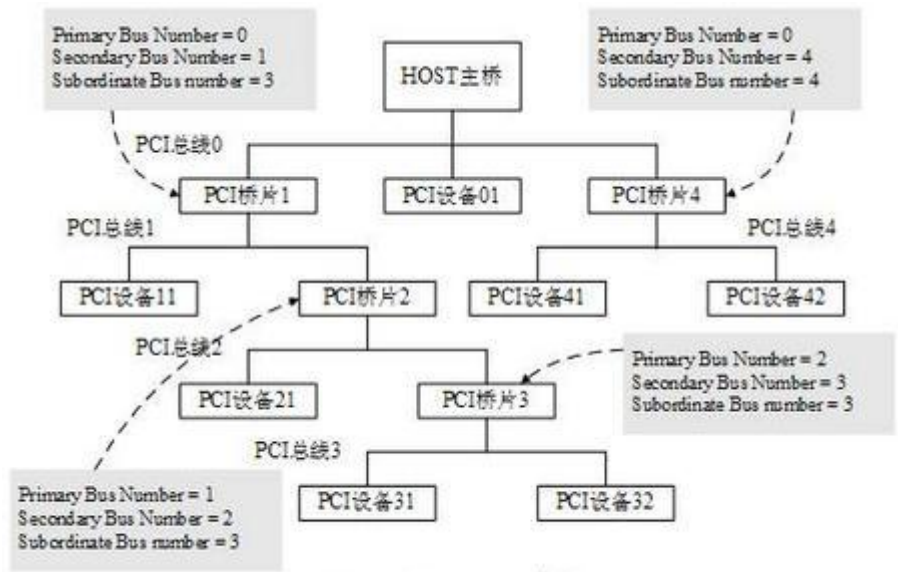 Primary Bus Number = 0
Secondary Bus Number = 1
Subordinate Bus number = 3
HOST主桥
Primary Bus Number = 0
Secondary Bus Number = 4
Subordinate Bus number = 4
PCI总线0
PCI桥片1
PCI设备01
PCI桥片4
PCI总线1
PCI总线4
PCI设备11
PCI桥片2
PCI设备41
PCI设备42
PCI总线2
Primary Bus Number = 2
Secondary Bus Number = 3
Subordinate Bus number = 3
PCI设备21
PCI桥片3
PCI总线3
PCI设备31
PCI设备32
Primary Bus Number = 1
Secondary Bus Number = 2
Subordinate Bus number = 3